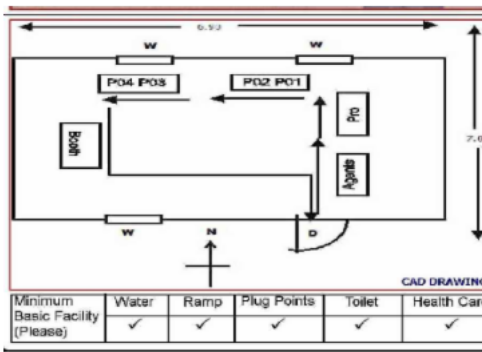 6.90
W
W
P04 P03
P02 P01
Pro
Booth
Agents
W
N
D
CAD DRAWING
Minimum Basic Facility (Please)
Water
Ramp
Plug Points
Toilet
Health Care
✓
✓
✓
✓
✓